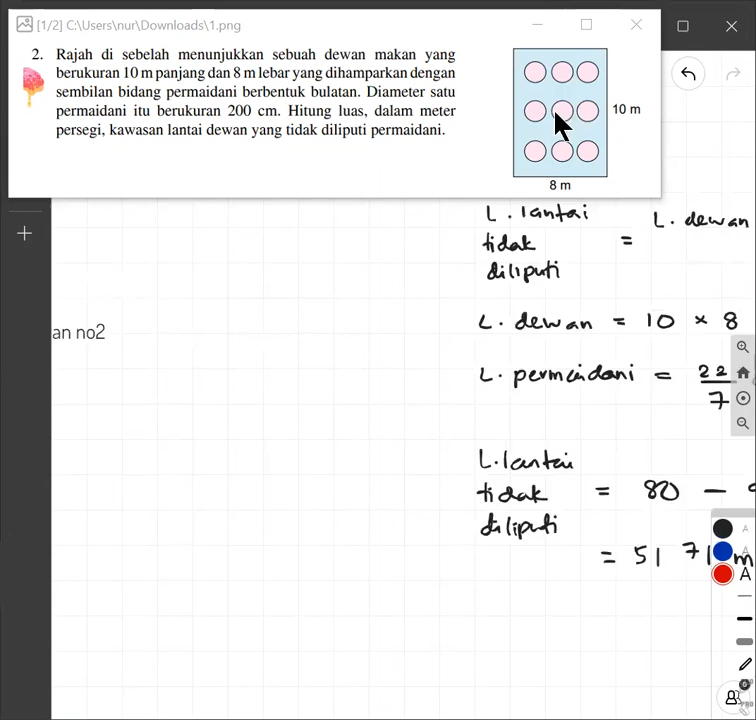 [1/2] C:\Users\nur\Downloads\1.png
2. Rajah di sebelah menunjukkan sebuah dewan makan yang
berukuran 10 m panjang dan 8 m lebar yang dihamparkan dengan
sembilan bidang permaidani berbentuk bulatan. Diameter satu
permaidani itu berukuran 200 cm. Hitung luas, dalam meter
persegi, kawasan lantai dewan yang tidak diliputi permaidani.
10 m
8 m
L. lantai
tidak
diliputi
= L. dewan
an no2
L. dewan = 10 × 8
L. permaidani = 22
7
L. lantai
tidak
diliputi
= 80 -
= 51 71 m
A
A
A